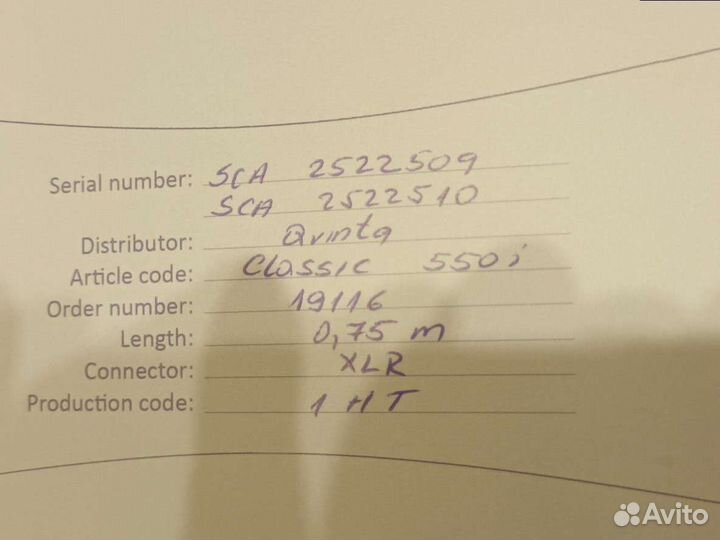 Serial number: SCA 2522509
SCA 2522510
Distributor: Qvinta
Article code: Classic 550i
Order number: 19116
Length: 0,75 m
Connector: XLR
Production code: 1 HT
Avito